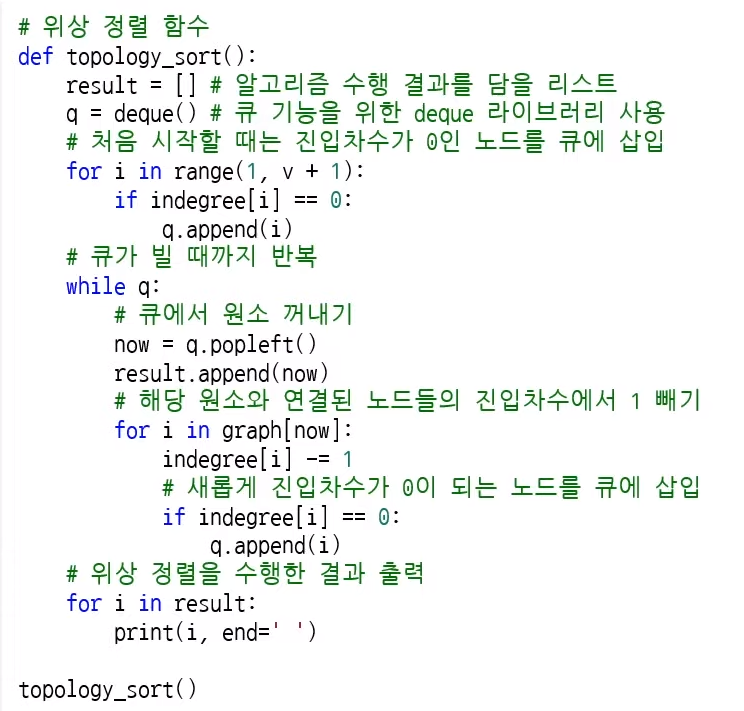 # 위상 정렬 함수
def topology_sort():
    result = [] # 알고리즘 수행 결과를 담을 리스트
    q = deque() # 큐 기능을 위한 deque 라이브러리 사용
    # 처음 시작할 때는 진입차수가 0인 노드를 큐에 삽입
    for i in range(1, v + 1):
        if indegree[i] == 0:
            q.append(i)
    # 큐가 빌 때까지 반복
    while q:
        # 큐에서 원소 꺼내기
        now = q.popleft()
        result.append(now)
        # 해당 원소와 연결된 노드들의 진입차수에서 1 빼기
        for i in graph[now]:
            indegree[i] -= 1
            # 새롭게 진입차수가 0이 되는 노드를 큐에 삽입
            if indegree[i] == 0:
                q.append(i)
    # 위상 정렬을 수행한 결과 출력
    for i in result:
        print(i, end=' ')

topology_sort()